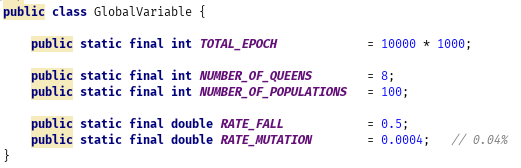 public class GlobalVariable {
public static final int TOTAL_EPOCH = 10000 * 1000;
public static final int NUMBER_OF_QUEENS = 8;
public static final int NUMBER_OF_POPULATIONS = 100;
public static final double RATE_FALL = 0.5;
public static final double RATE_MUTATION = 0.0004; // 0.04%
}